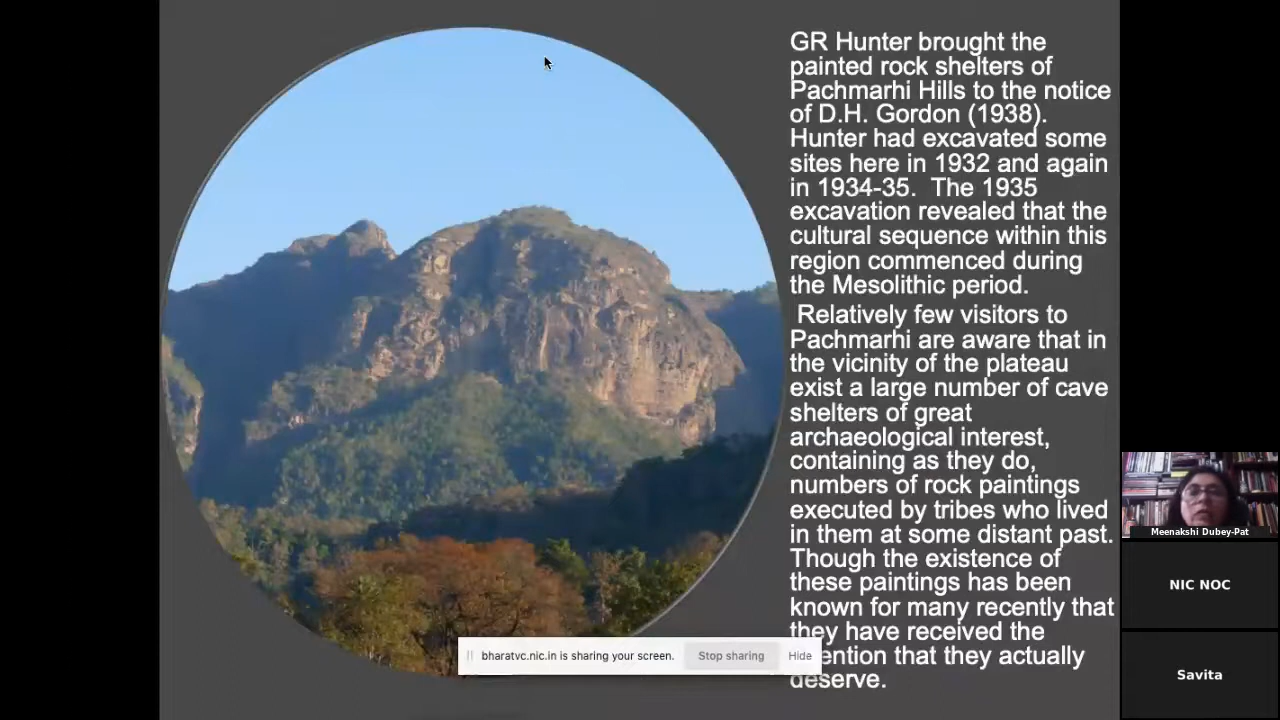 GR Hunter brought the
painted rock shelters of
Pachmarhi Hills to the notice
of D.H. Gordon (1938).
Hunter had excavated some
sites here in 1932 and again
in 1934-35.  The 1935
excavation revealed that the
cultural sequence within this
region commenced during
the Mesolithic period.
Relatively few visitors to
Pachmarhi are aware that in
the vicinity of the plateau
exist a large number of cave
shelters of great
archaeological interest,
containing as they do,
numbers of rock paintings
executed by tribes who lived
in them at some distant past.
Though the existence of
these paintings has been
known for many recently that
they have received the
ention that they actually
deserve.
bharatvc.nic.in is sharing your screen.
Stop sharing
Hide
Meenakshi Dubey-Pat
NIC NOC
Savita